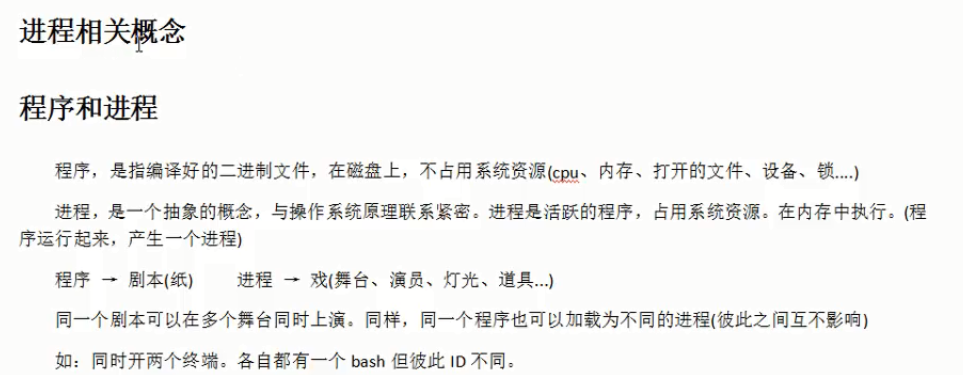 进程相关概念
程序和进程
程序，是指编译好的二进制文件，在磁盘上，不占用系统资源(cpu、内存、打开的文件、设备、锁....)
进程，是一个抽象的概念，与操作系统原理联系紧密。进程是活跃的程序，占用系统资源。在内存中执行。(程
序运行起来，产生一个进程)
程序 → 剧本(纸) 进程 → 戏(舞台、演员、灯光、道具...)
同一个剧本可以在多个舞台同时上演。同样，同一个程序也可以加载为不同的进程(彼此之间互不影响)
如：同时开两个终端。各自都有一个 bash 但彼此 ID 不同。